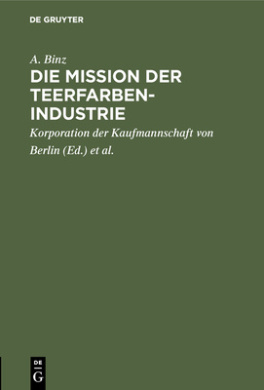 DE GRUYTER
A. Binz
DIE MISSION DER
TEERFARBEN-
INDUSTRIE
Korporation der Kaufmannschaft von
Berlin (Ed.) et al.
DE
G